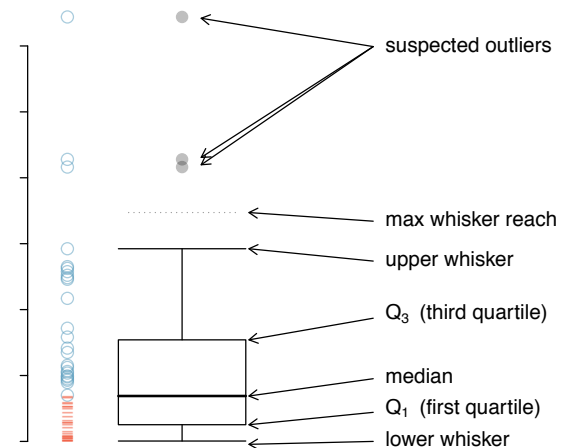 suspected outliers
max whisker reach
upper whisker
Q₃ (third quartile)
median
Q₁ (first quartile)
lower whisker